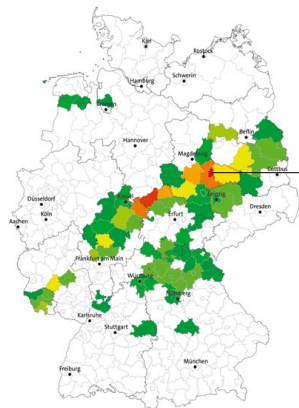 Kiel
Rostock
Hamburg
Schwerin
Bremen
Berlin
Hannover
Magdeburg
Cottbus
Düsseldorf
Kassel
Leipzig
Köln
Erfurt
Dresden
Aachen
Frankfurt am Main
Würzburg
Nürnberg
Karlsruhe
Stuttgart
München
Freiburg